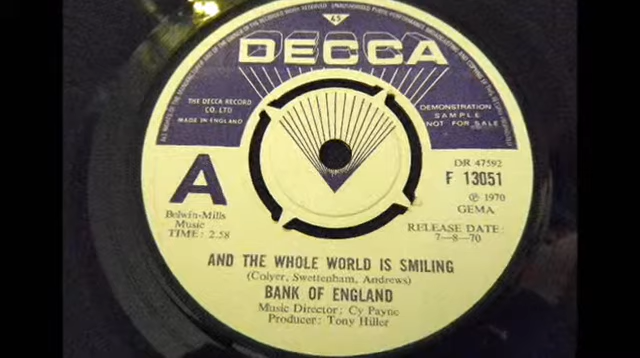 45
DECCA
THE DECCA RECORD
CO. LTD
MADE IN ENGLAND
DEMONSTRATION
SAMPLE
NOT FOR SALE
A
DR 47592
F 13051
℗ 1970
GEMA
Belwin-Mills
Music
TIME: 2.58
RELEASE DATE:
7-8-70
AND THE WHOLE WORLD IS SMILING
(Colyer, Swettenham, Andrews)
BANK OF ENGLAND
Music Director: Cy Payne
Producer: Tony Hiller